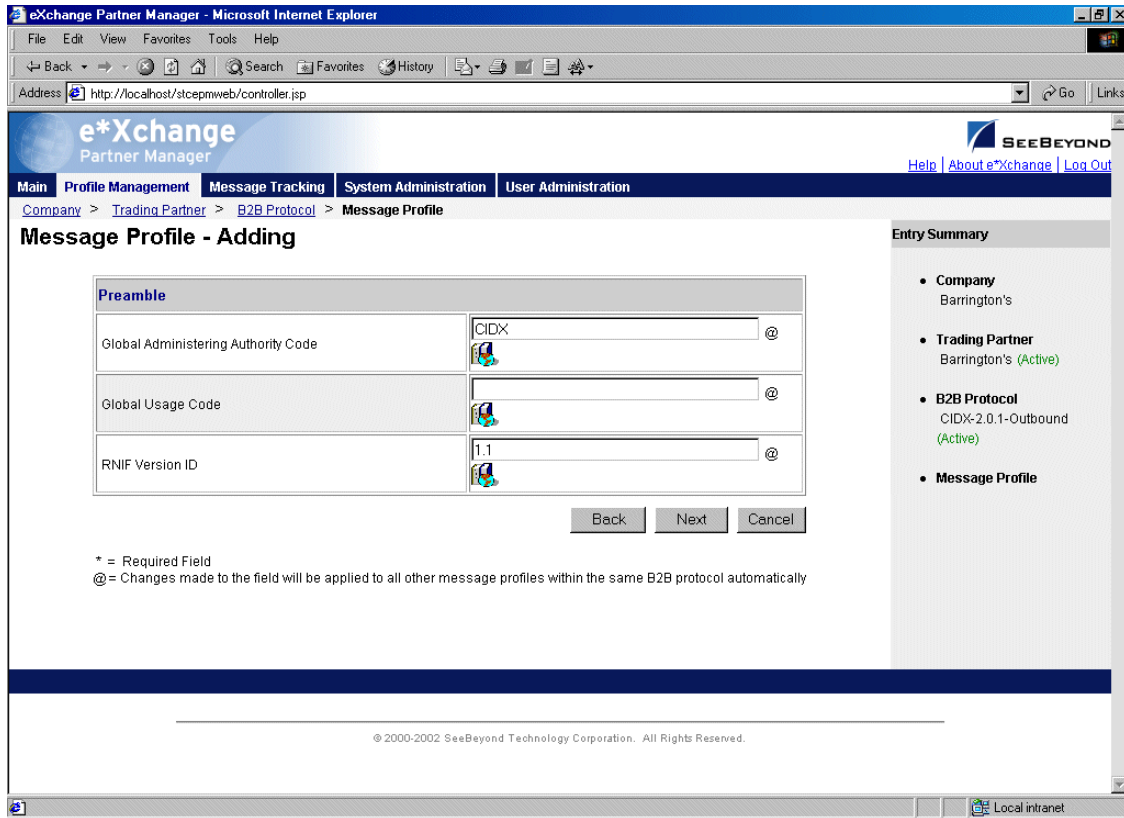 eXchange Partner Manager - Microsoft Internet Explorer
File Edit View Favorites Tools Help
Back Search Favorites History
Address http://localhost/stcepmweb/controller.jsp Go Links
e*Xchange
Partner Manager
SEEBEYOND
Help | About e*Xchange | Log Out
Main Profile Management Message Tracking System Administration User Administration
Company > Trading Partner > B2B Protocol > Message Profile
Message Profile - Adding
Preamble
Global Administering Authority Code CIDX @
Global Usage Code @
RNIF Version ID 1.1 @
Back Next Cancel
* = Required Field
@ = Changes made to the field will be applied to all other message profiles within the same B2B protocol automatically
Entry Summary
• Company
Barrington's
• Trading Partner
Barrington's (Active)
• B2B Protocol
CIDX-2.0.1-Outbound
(Active)
• Message Profile
© 2000-2002 SeeBeyond Technology Corporation. All Rights Reserved.
Local intranet